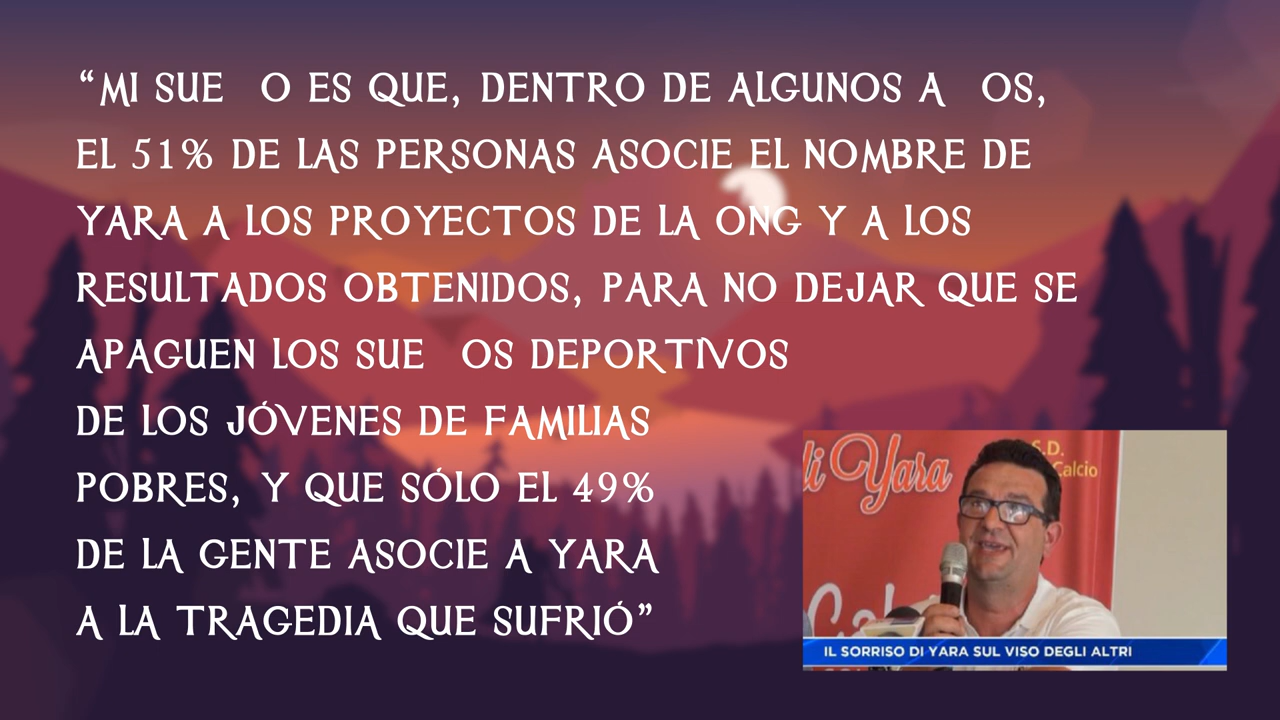 “MI SUE O ES QUE, DENTRO DE ALGUNOS A OS,
EL 51% DE LAS PERSONAS ASOCIE EL NOMBRE DE
YARA A LOS PROYECTOS DE LA ONG Y A LOS
RESULTADOS OBTENIDOS, PARA NO DEJAR QUE SE
APAGUEN LOS SUE OS DEPORTIVOS
DE LOS JÓVENES DE FAMILIAS
POBRES, Y QUE SÓLO EL 49%
DE LA GENTE ASOCIE A YARA
A LA TRAGEDIA QUE SUFRIÓ”
di Yara
S.D.
Calcio
IL SORRISO DI YARA SUL VISO DEGLI ALTRI